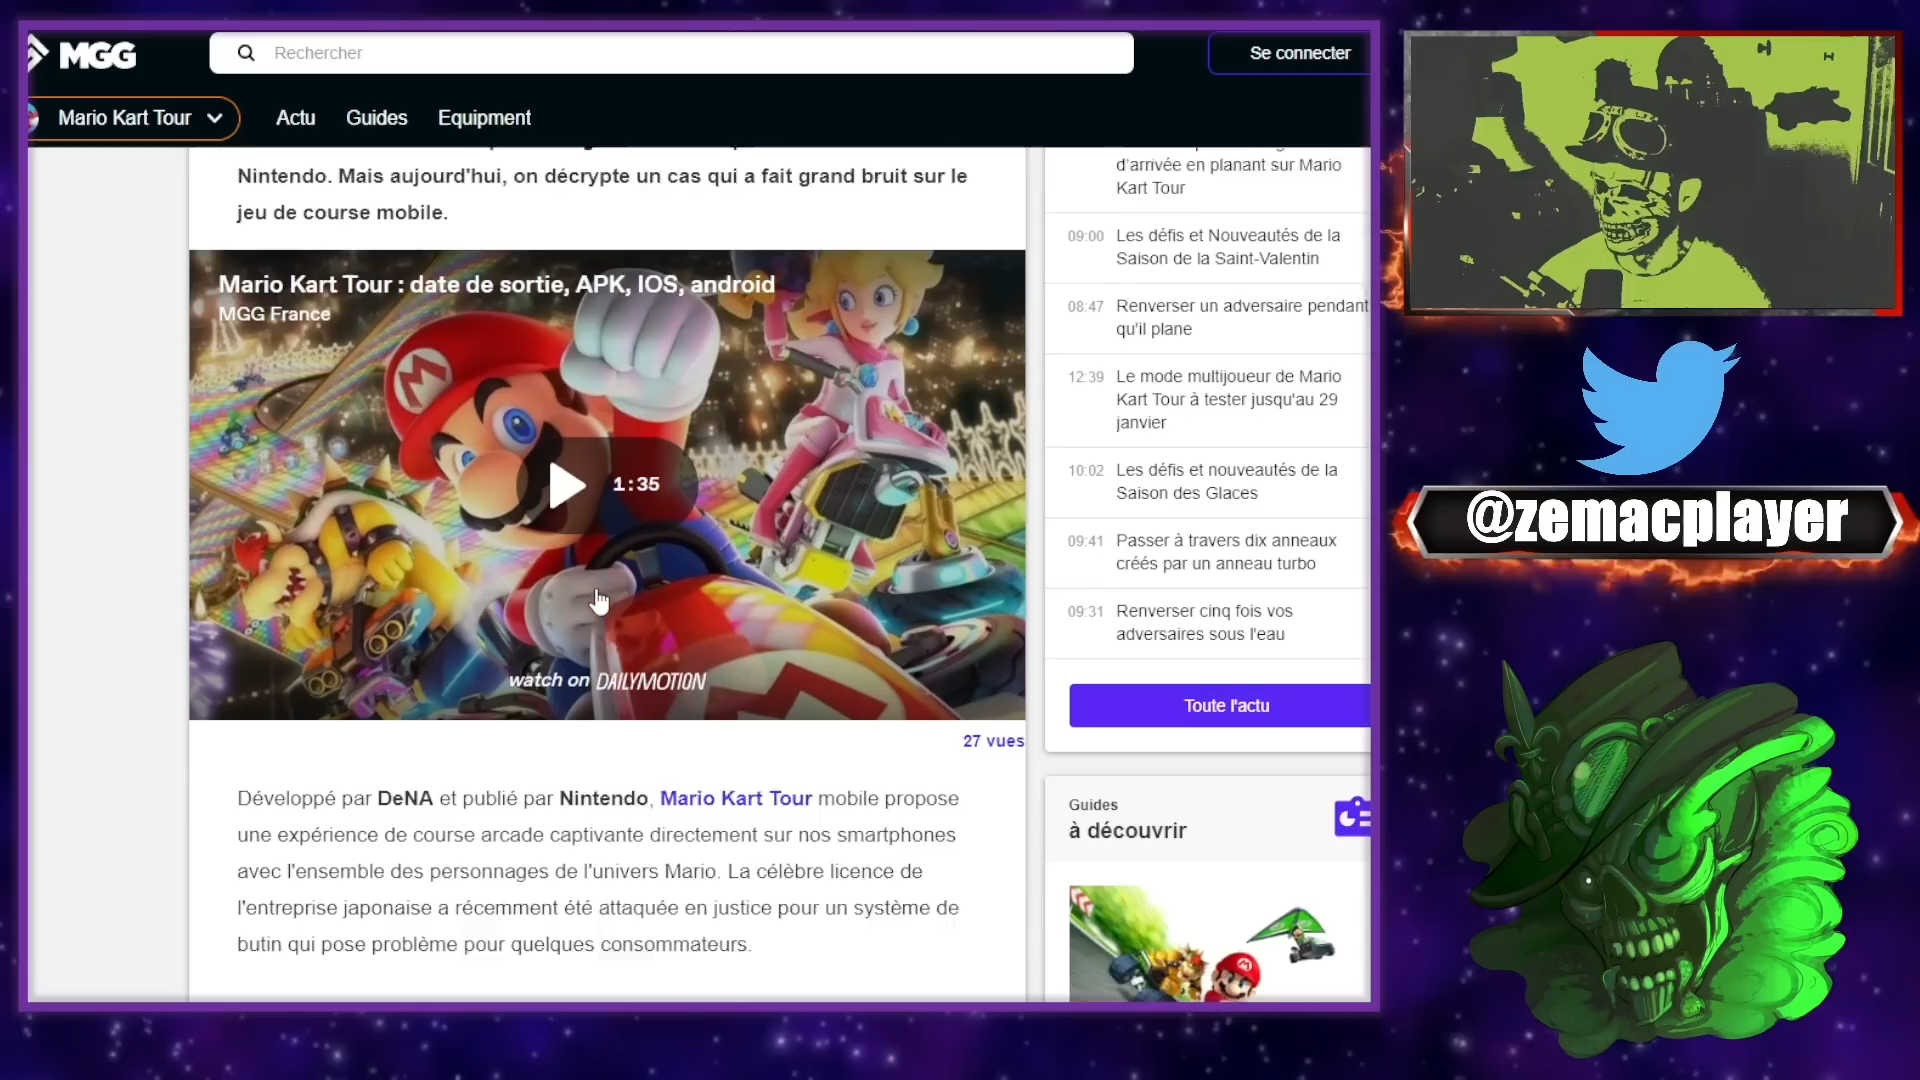 MGG
Rechercher
Se connecter
Mario Kart Tour
Actu
Guides
Equipment
Nintendo. Mais aujourd'hui, on décrypte un cas qui a fait grand bruit sur le
jeu de course mobile.
Mario Kart Tour : date de sortie, APK, IOS, android
MGG France
1:35
watch on DAILYMOTION
27 vues
Développé par DeNA et publié par Nintendo, Mario Kart Tour mobile propose
une expérience de course arcade captivante directement sur nos smartphones
avec l'ensemble des personnages de l'univers Mario. La célèbre licence de
l'entreprise japonaise a récemment été attaquée en justice pour un système de
butin qui pose problème pour quelques consommateurs.
d'arrivée en planant sur Mario
Kart Tour
09:00 Les défis et Nouveautés de la
Saison de la Saint-Valentin
08:47 Renverser un adversaire pendant
qu'il plane
12:39 Le mode multijoueur de Mario
Kart Tour à tester jusqu'au 29
janvier
10:02 Les défis et nouveautés de la
Saison des Glaces
09:41 Passer à travers dix anneaux
créés par un anneau turbo
09:31 Renverser cinq fois vos
adversaires sous l'eau
Toute l'actu
Guides
à découvrir
@zemacplayer